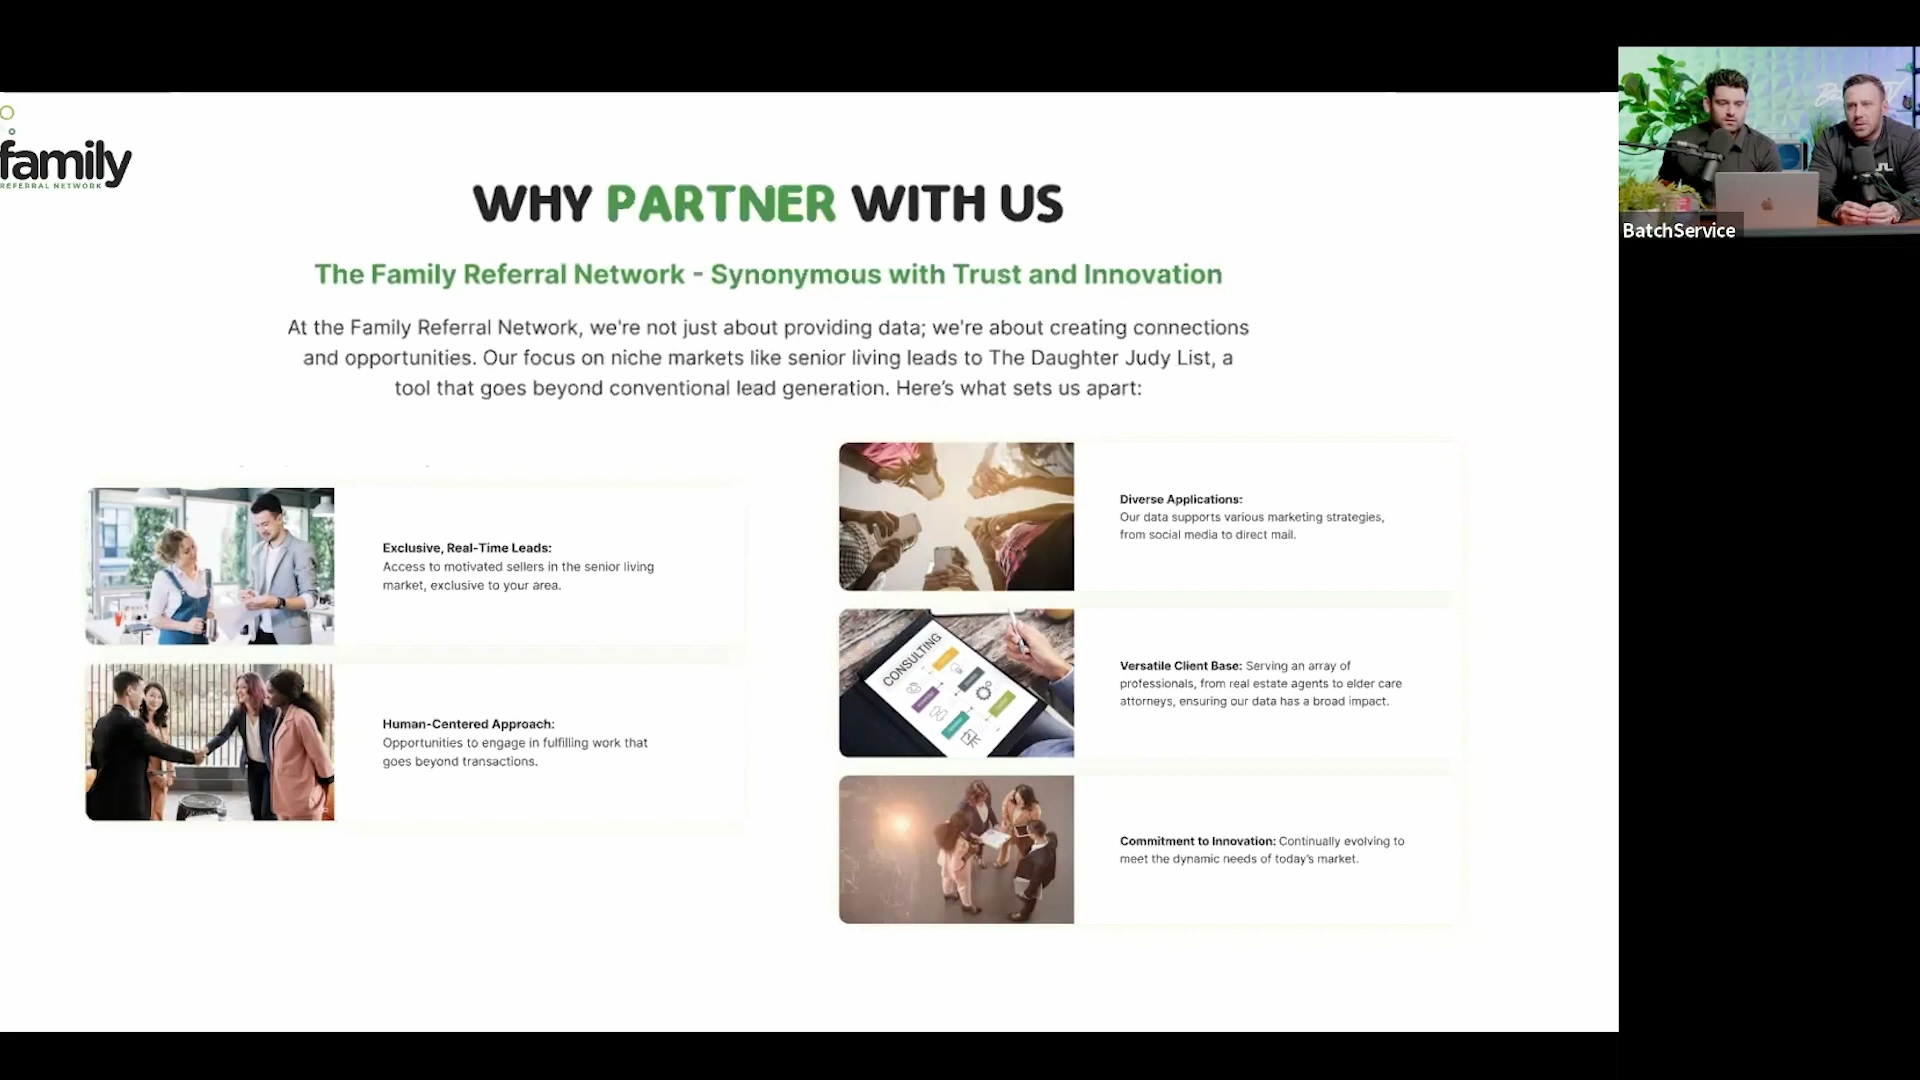 family
REFERRAL NETWORK
WHY PARTNER WITH US
The Family Referral Network - Synonymous with Trust and Innovation
At the Family Referral Network, we're not just about providing data; we're about creating connections
and opportunities. Our focus on niche markets like senior living leads to The Daughter Judy List, a
tool that goes beyond conventional lead generation. Here's what sets us apart:
Exclusive, Real-Time Leads:
Access to motivated sellers in the senior living
market, exclusive to your area.
Human-Centered Approach:
Opportunities to engage in fulfilling work that
goes beyond transactions.
Diverse Applications:
Our data supports various marketing strategies,
from social media to direct mail.
CONSULTING
Versatile Client Base: Serving an array of
professionals, from real estate agents to elder care
attorneys, ensuring our data has a broad impact.
Commitment to Innovation: Continually evolving to
meet the dynamic needs of today's market.
BatchService